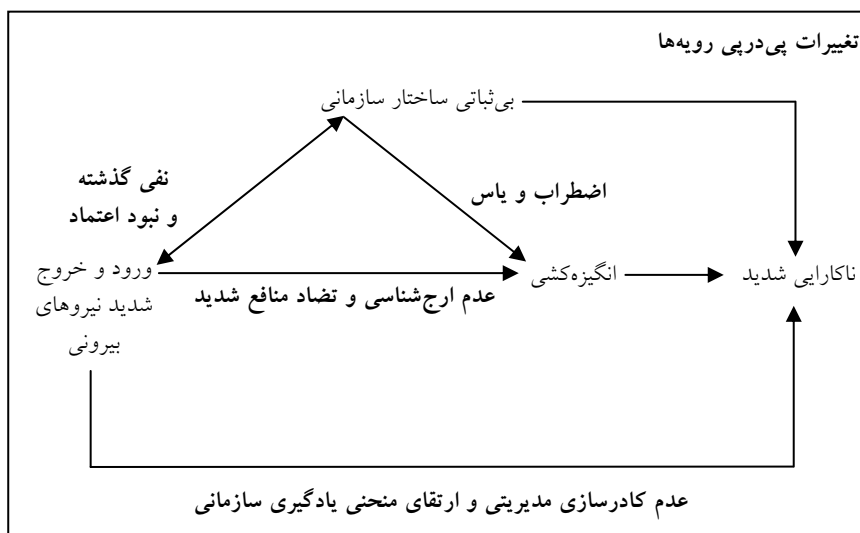 تغییرات پی‌درپی رویه‌ها
بی‌ثباتی ساختار سازمانی
نفی گذشته
و نبود اعتماد
اضطراب و یاس
ورود و خروج
شدید نیروهای
بیرونی
عدم ارج‌شناسی و تضاد منافع شدید
انگیزه‌کشی
ناکارایی شدید
عدم کادرسازی مدیریتی و ارتقای منحنی یادگیری سازمانی